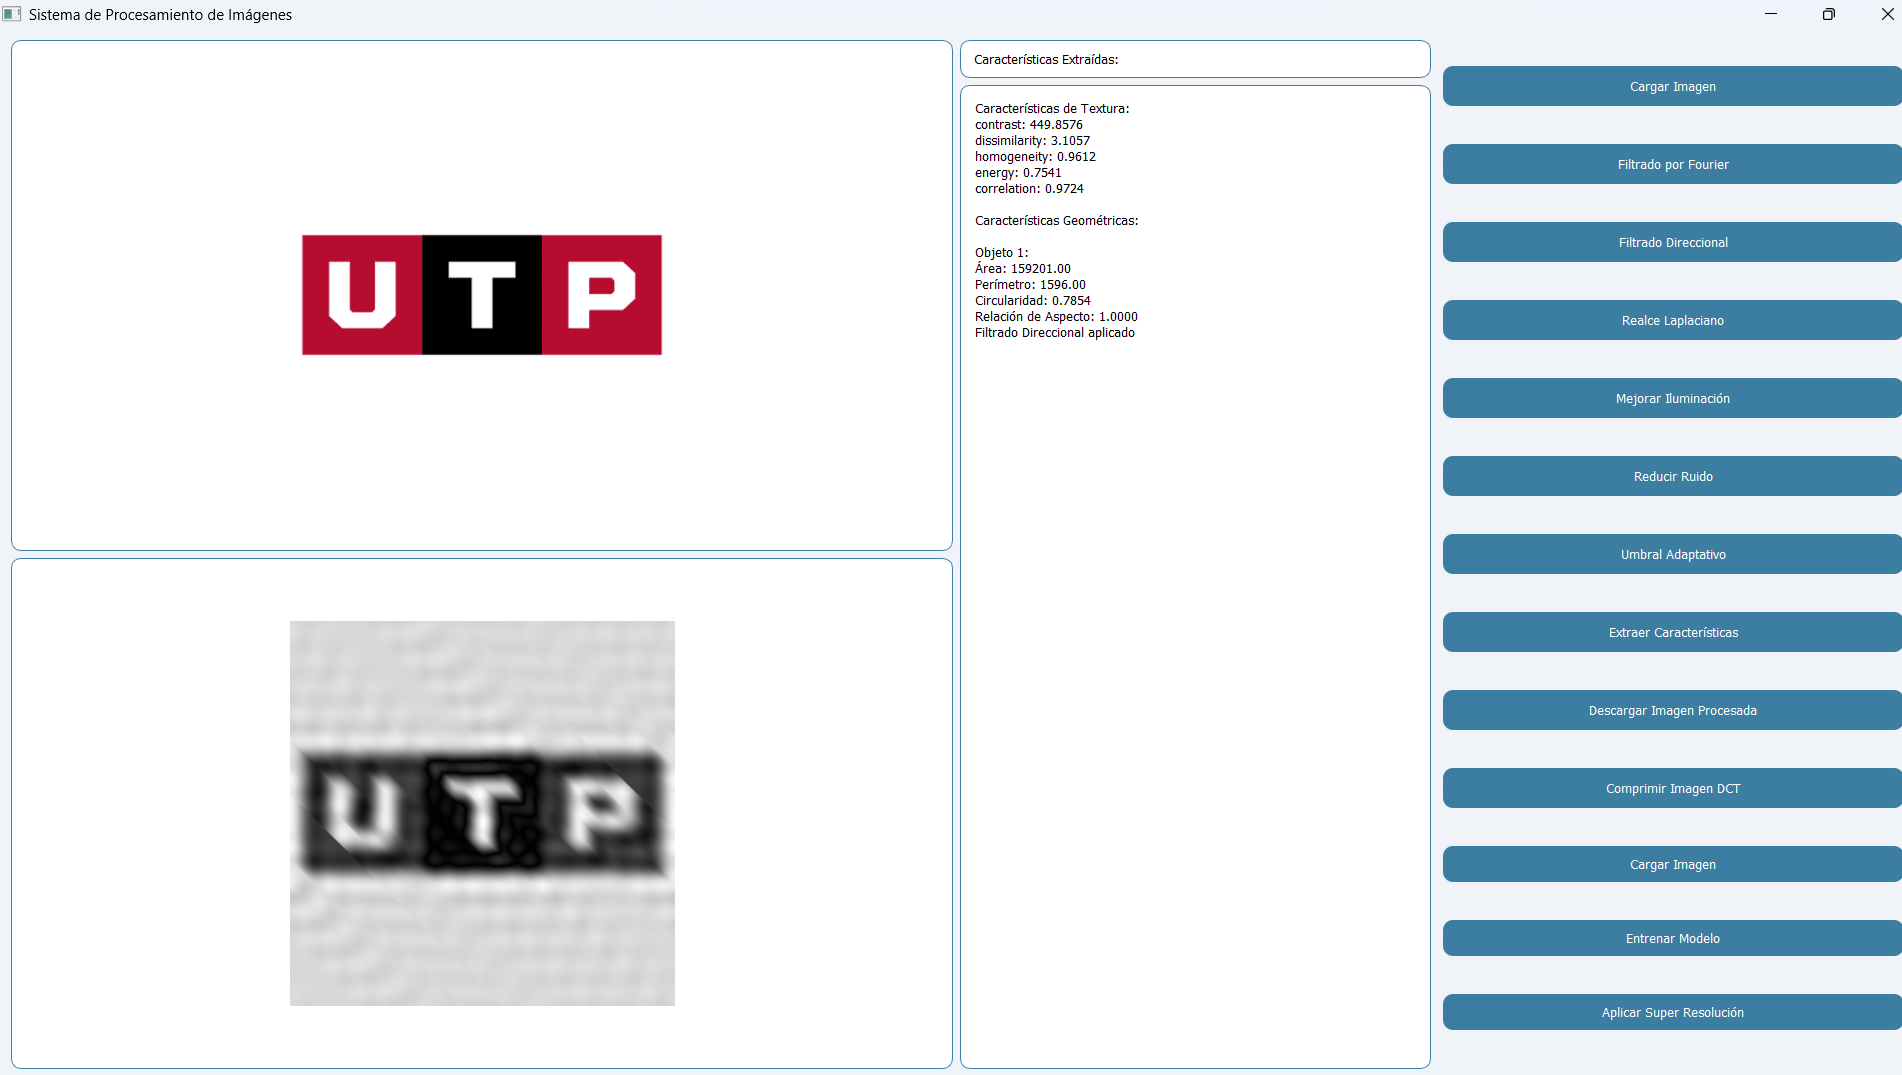 Sistema de Procesamiento de Imágenes
UTP
UTP
Características Extraídas:
Características de Textura:
contrast: 449.8576
dissimilarity: 3.1057
homogeneity: 0.9612
energy: 0.7541
correlation: 0.9724
Características Geométricas:
Objeto 1:
Área: 159201.00
Perímetro: 1596.00
Circularidad: 0.7854
Relación de Aspecto: 1.0000
Filtrado Direccional aplicado
Cargar Imagen
Filtrado por Fourier
Filtrado Direccional
Realce Laplaciano
Mejorar Iluminación
Reducir Ruido
Umbral Adaptativo
Extraer Características
Descargar Imagen Procesada
Comprimir Imagen DCT
Cargar Imagen
Entrenar Modelo
Aplicar Super Resolución